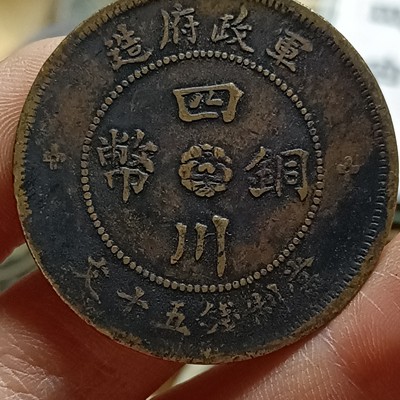 軍政府造
四川
銅幣
當制錢五十文